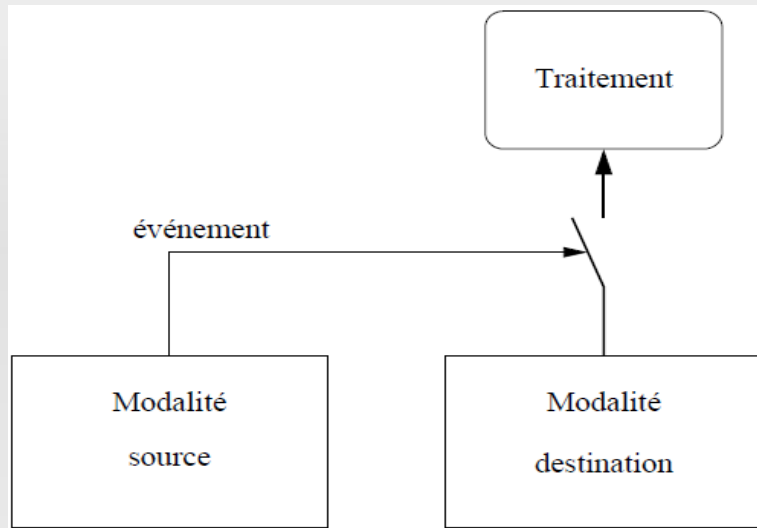 Traitement
événement
Modalité
source
Modalité
destination